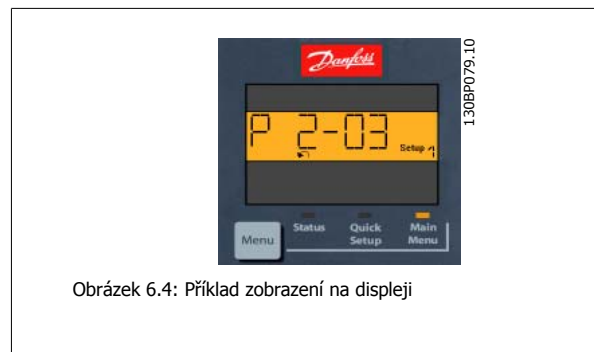 Danfoss
130BP079.10
P 2-03
Setup 1
Status
Quick Setup
Main Menu
Menu
Obrázek 6.4: Příklad zobrazení na displeji